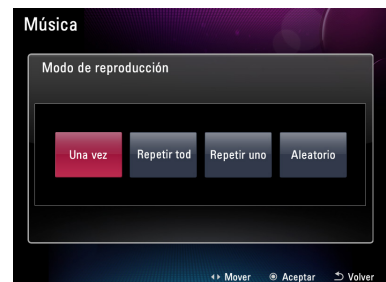 Música
Modo de reproducción
Una vez Repetir tod Repetir uno Aleatorio
Mover Aceptar Volver